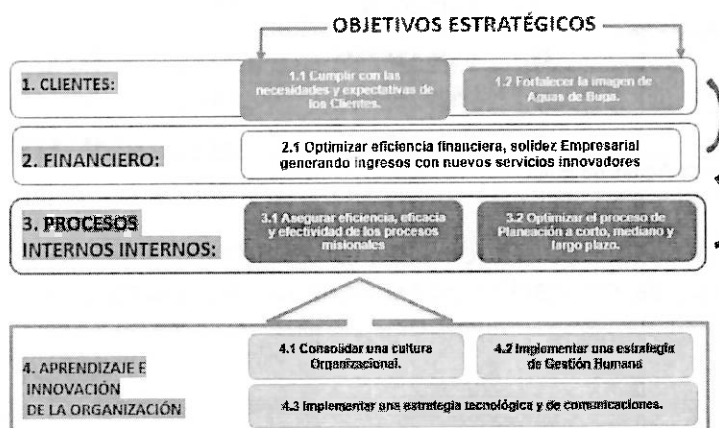 OBJETIVOS ESTRATÉGICOS
1. CLIENTES:
1.1 Cumplir con las
necesidades y expectativas de
los Clientes.
1.2 Fortalecer la imagen de
Aguas de Buga.
2. FINANCIERO:
2.1 Optimizar eficiencia financiera, solidez Empresarial
generando ingresos con nuevos servicios innovadores
3. PROCESOS
INTERNOS INTERNOS:
3.1 Asegurar eficiencia, eficacia
y efectividad de los procesos
misionales
3.2 Optimizar el proceso de
Planeación a corto, mediano y
largo plazo.
4. APRENDIZAJE E
INNOVACIÓN
DE LA ORGANIZACIÓN
4.1 Consolidar una cultura
Organizacional.
4.2 Implementar una estrategia
de Gestión Humana
4.3 Implementar una estrategia tecnológica y de comunicaciones.